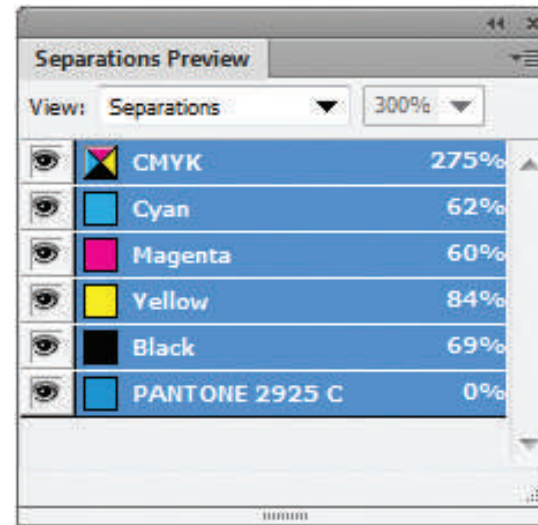 Separations Preview
View: Separations 300%
CMYK 275%
Cyan 62%
Magenta 60%
Yellow 84%
Black 69%
PANTONE 2925 C 0%